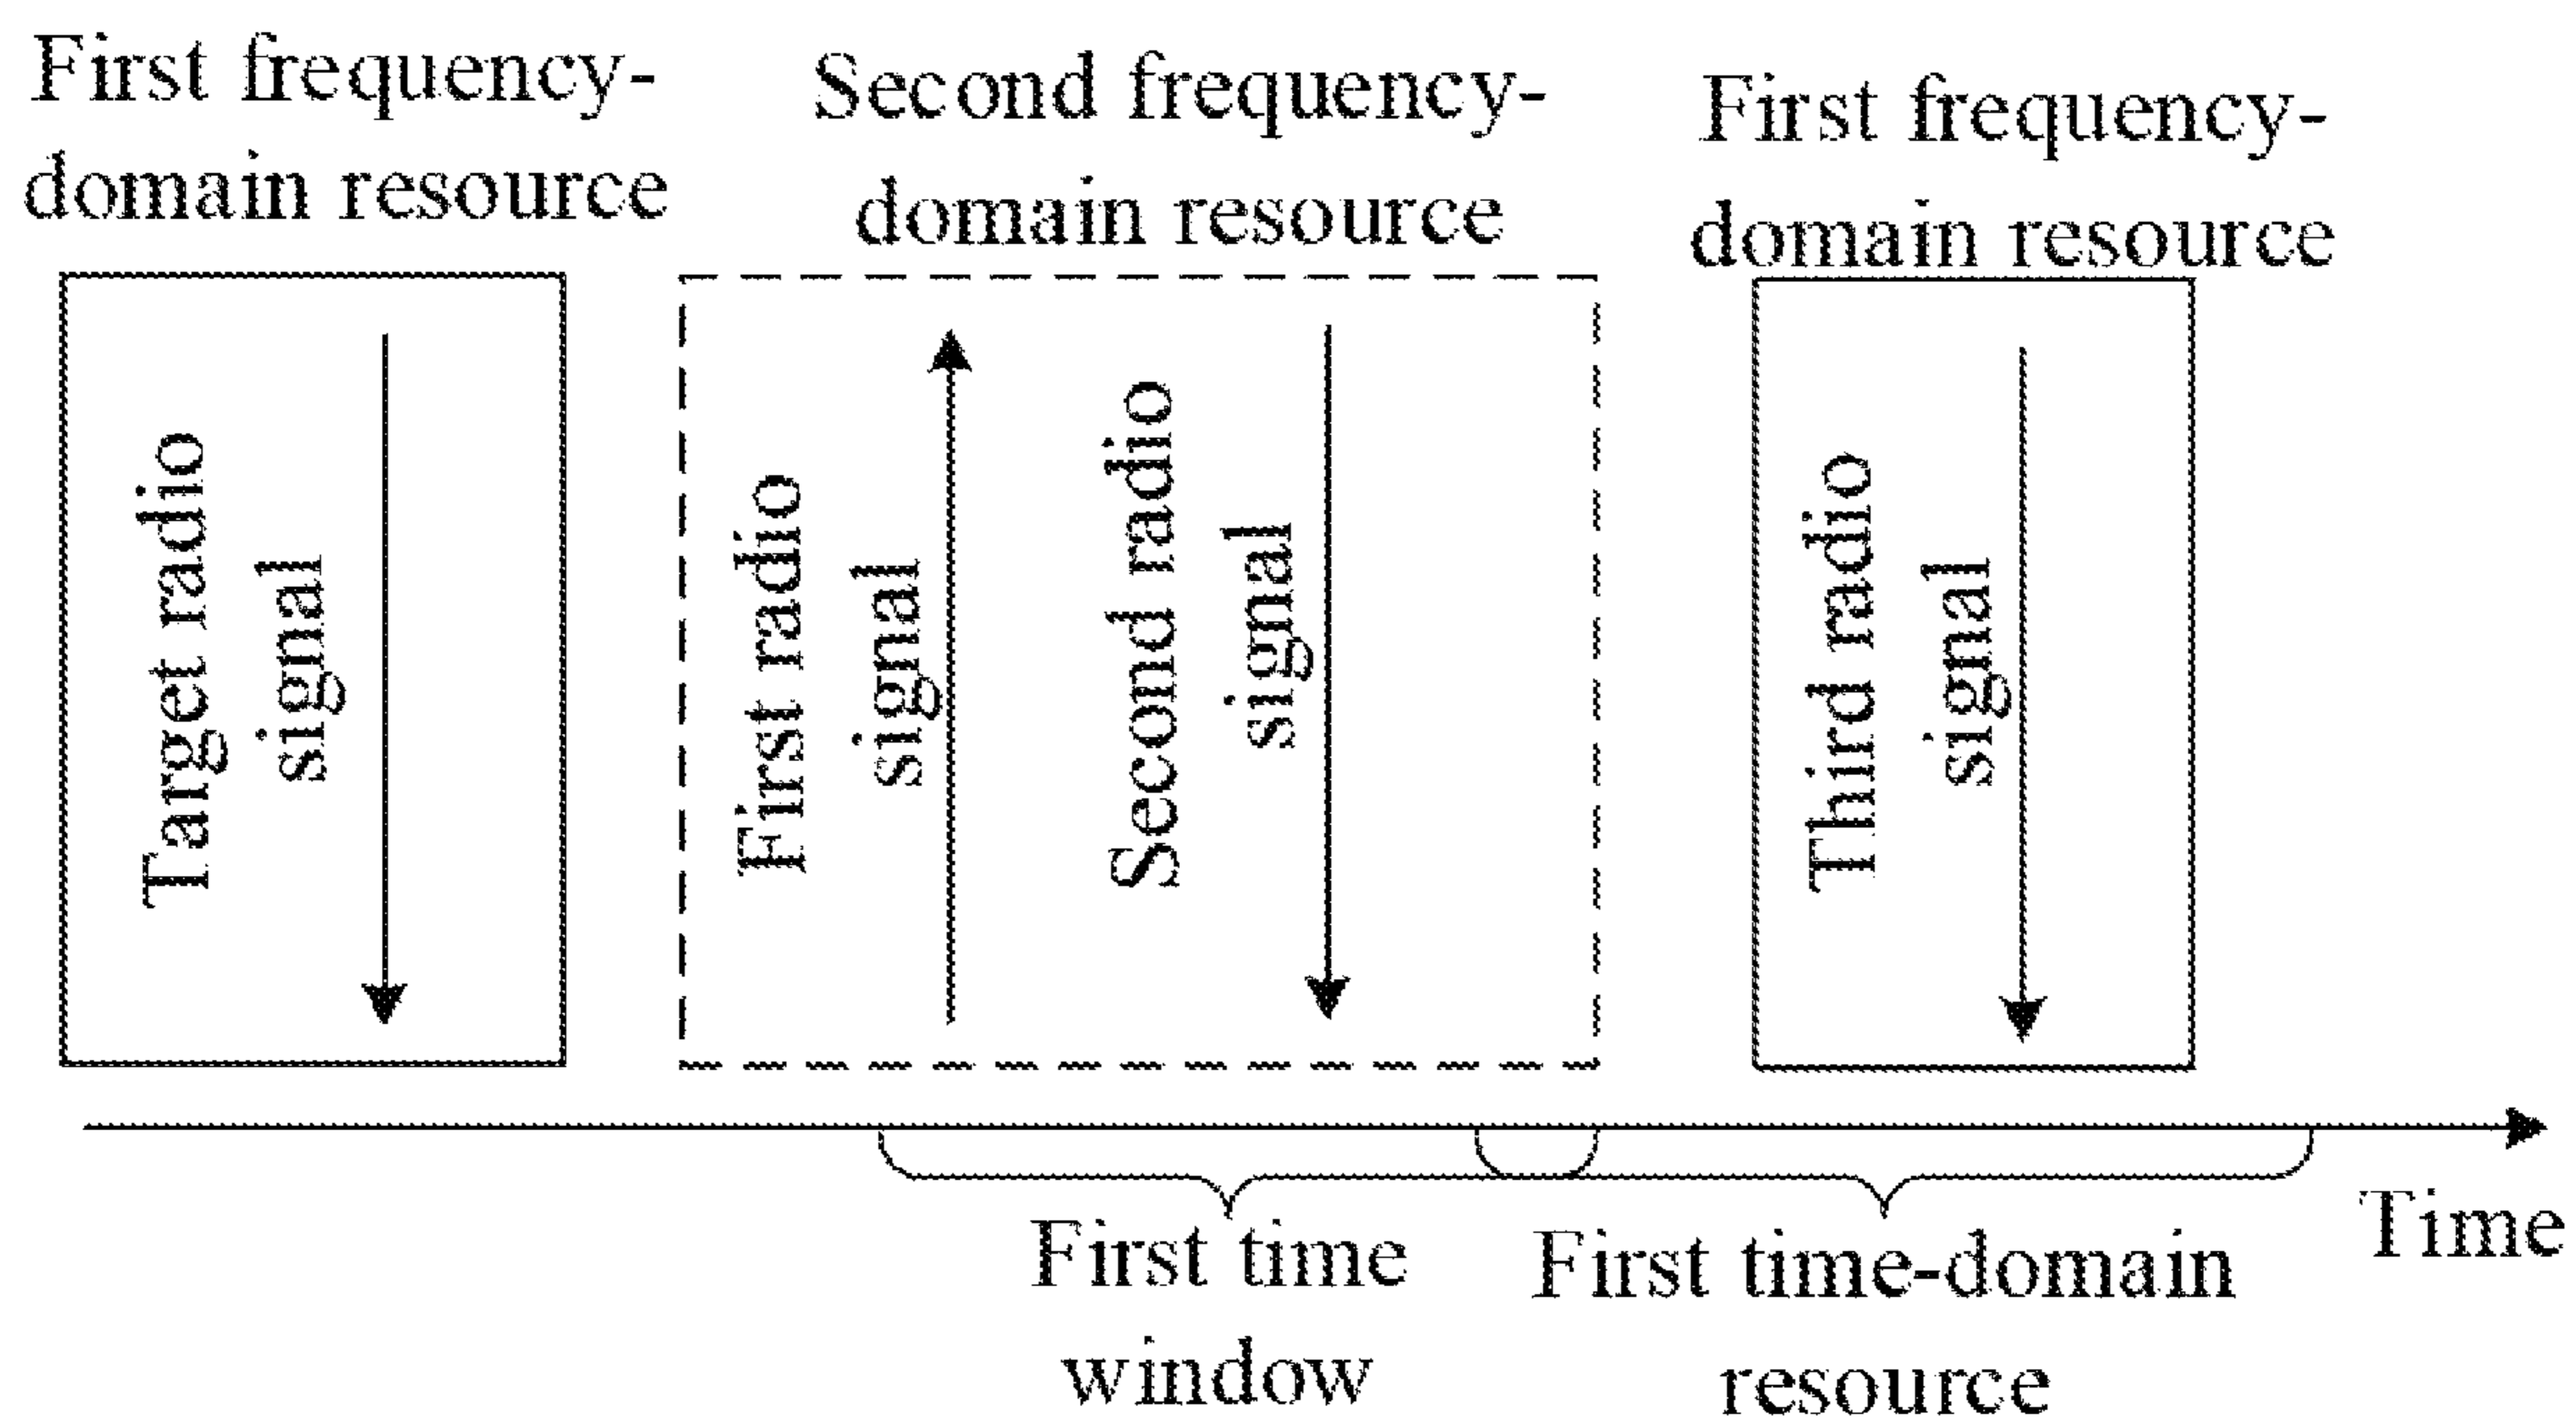 First frequency-
domain resource
Second frequency-
domain resource
First frequency-
domain resource
Target radio
signal
First radio
signal
Second radio
signal
Third radio
signal
First time
window
First time-domain
resource
Time